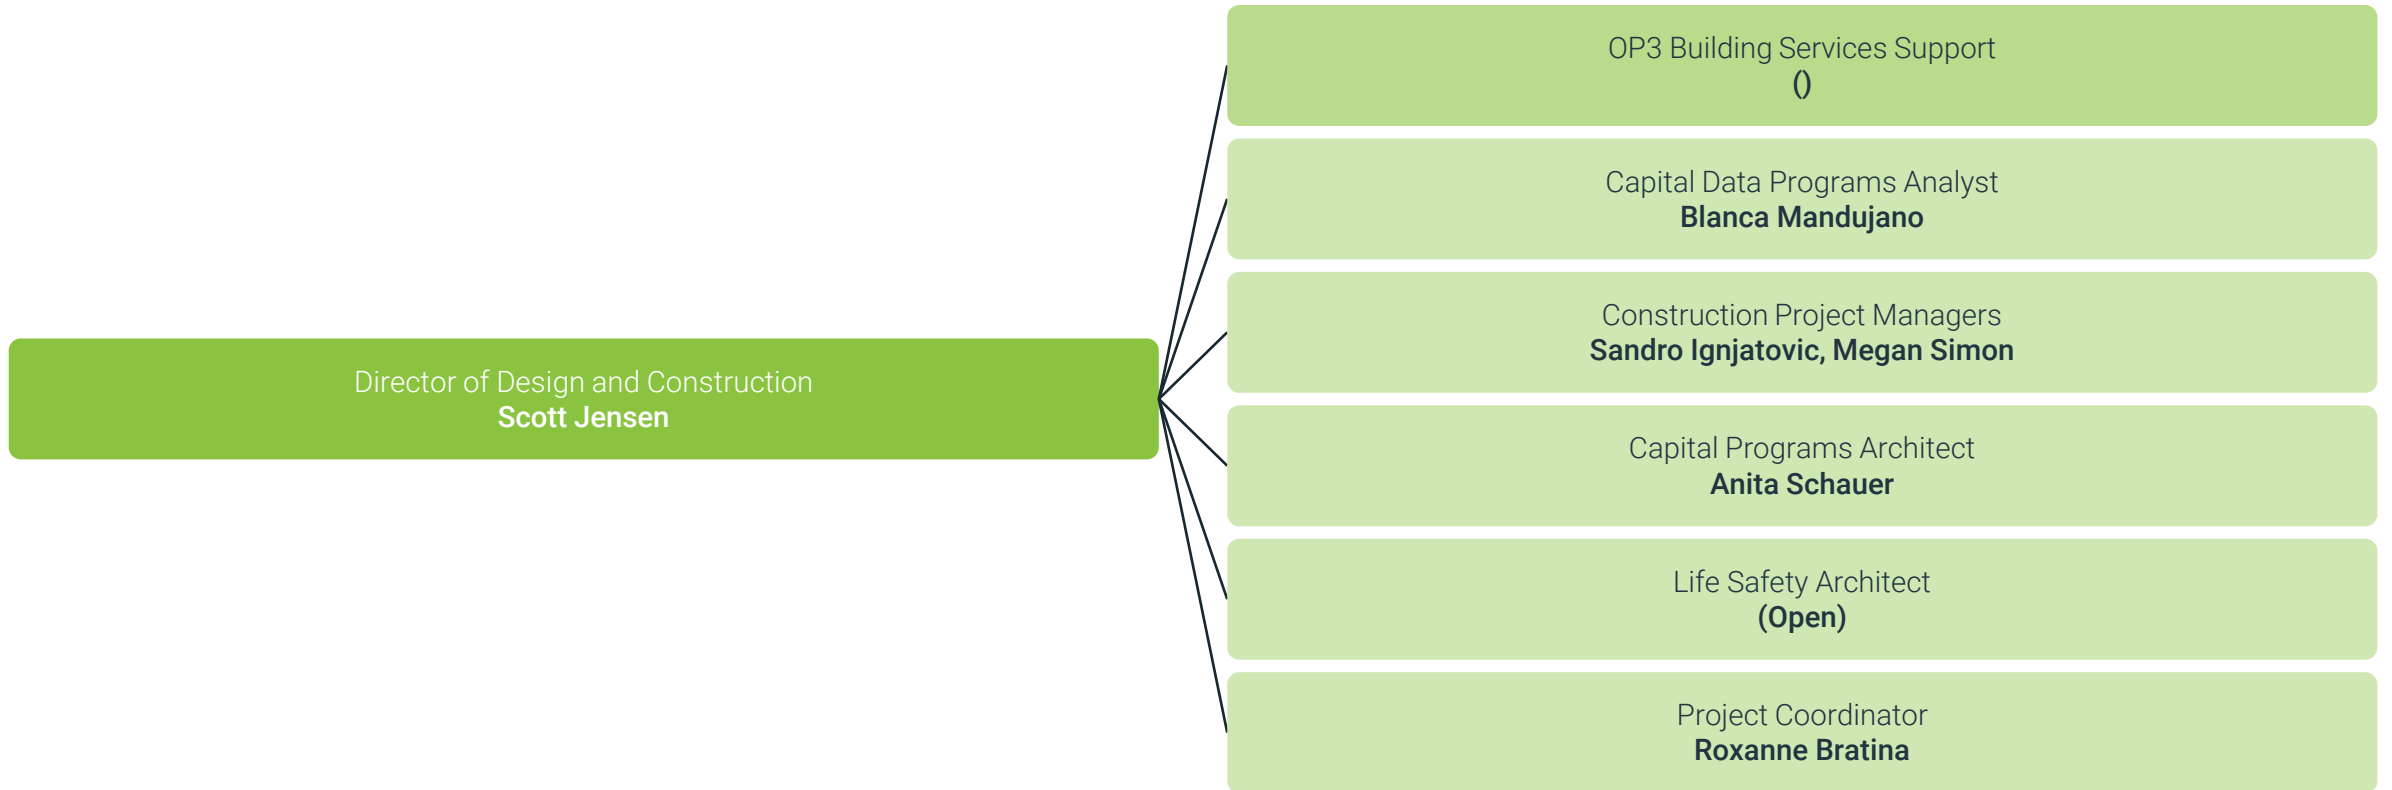 OP3 Building Services Support
()
Capital Data Programs Analyst
Blanca Mandujano
Construction Project Managers
Sandro Ignjatovic, Megan Simon
Director of Design and Construction
Scott Jensen
Capital Programs Architect
Anita Schauer
Life Safety Architect
(Open)
Project Coordinator
Roxanne Bratina